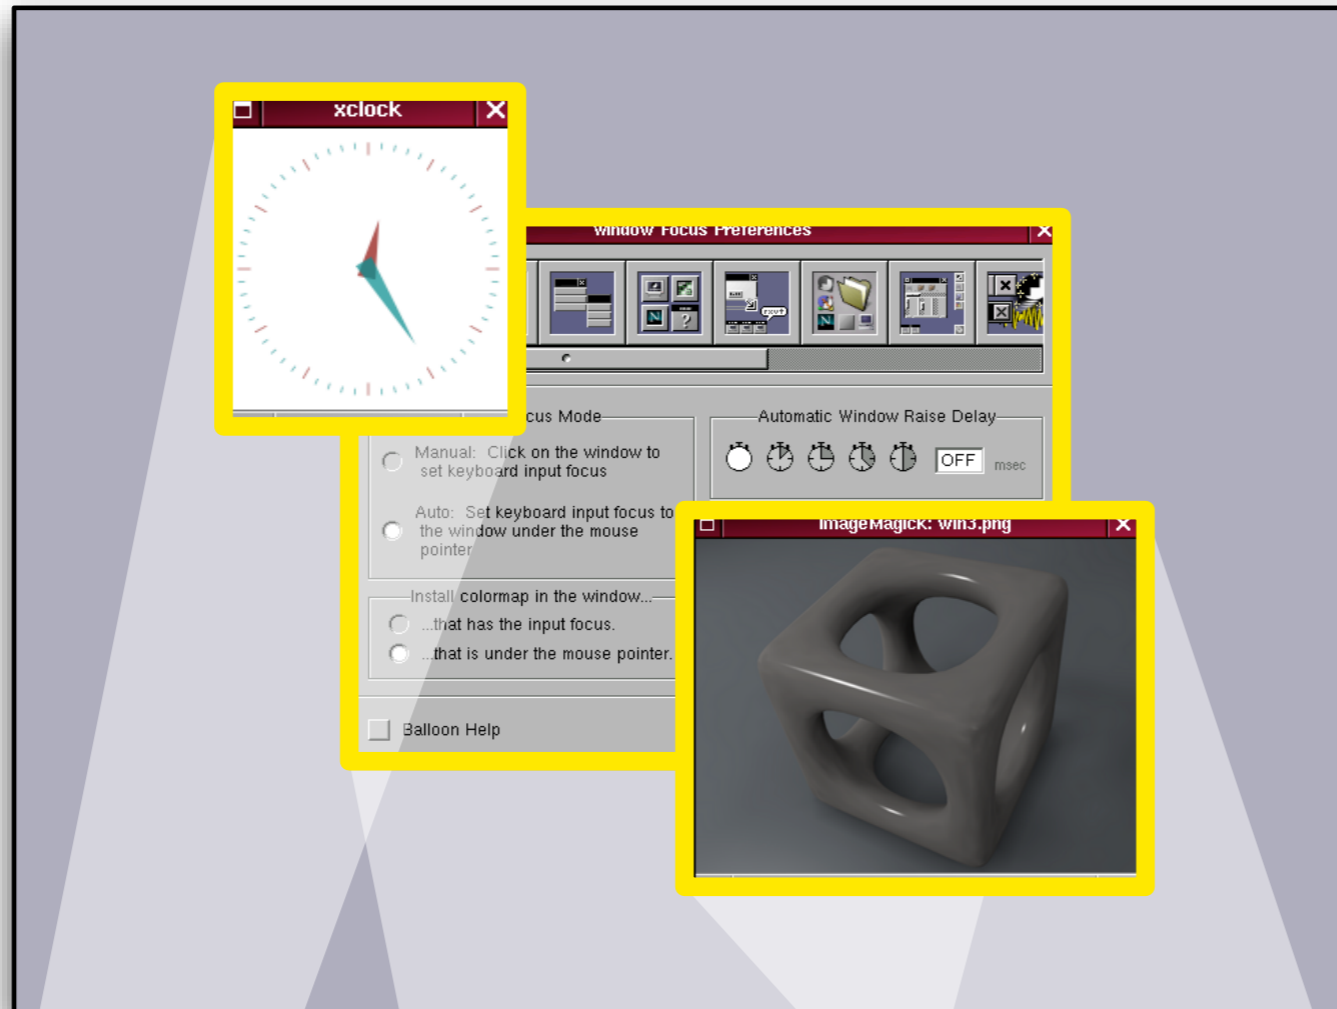 xclock
Window Focus Preferences
rxvt
N
?
N
cus Mode
Manual: Click on the window to
set keyboard input focus
Auto: Set keyboard input focus to
the window under the mouse
pointer
Automatic Window Raise Delay
OFF msec
Install colormap in the window...
...that has the input focus.
...that is under the mouse pointer.
Balloon Help
ImageMagick: win3.png